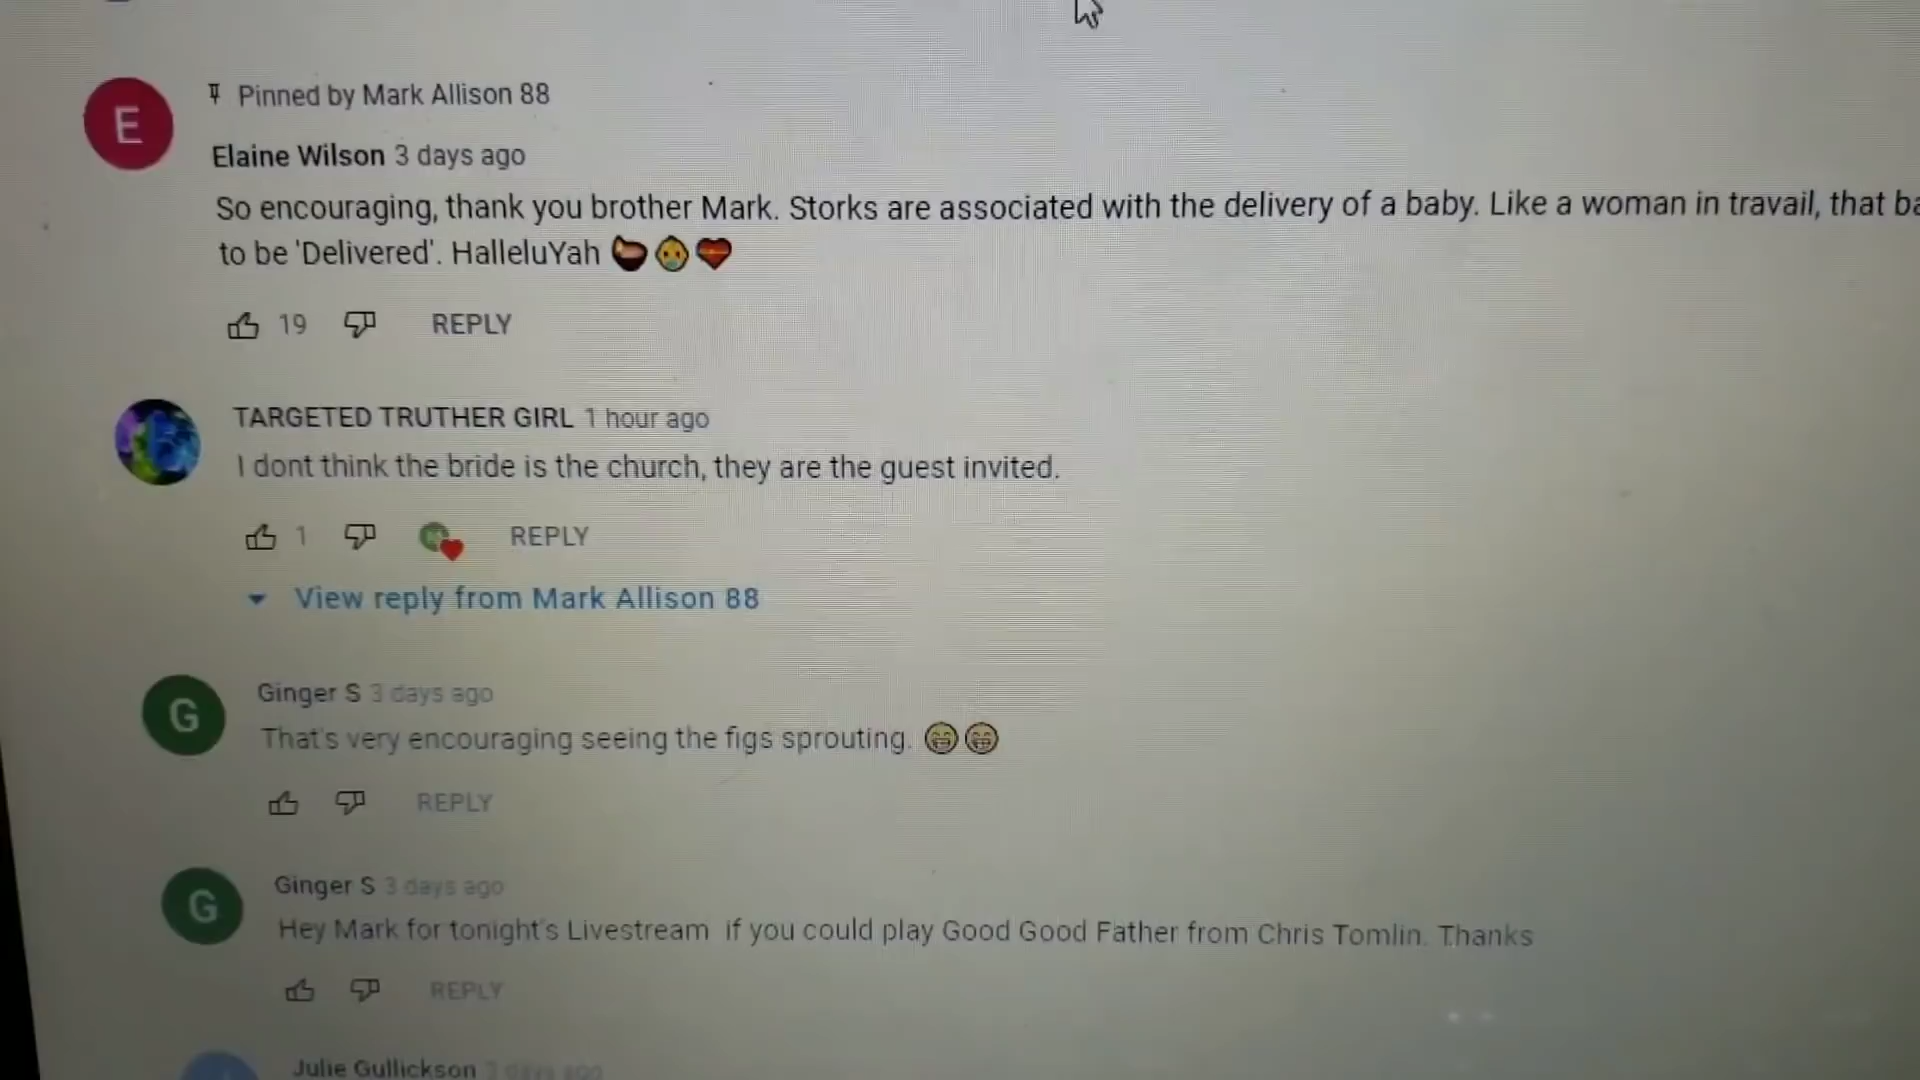 Pinned by Mark Allison 88
E
Elaine Wilson 3 days ago
So encouraging, thank you brother Mark. Storks are associated with the delivery of a baby. Like a woman in travail, that ba
to be 'Delivered'. HalleluYah
19 REPLY
TARGETED TRUTHER GIRL 1 hour ago
I dont think the bride is the church, they are the guest invited.
1 REPLY
View reply from Mark Allison 88
G
Ginger S 3 days ago
That's very encouraging seeing the figs sprouting.
REPLY
G
Ginger S 3 days ago
Hey Mark for tonight's Livestream if you could play Good Good Father from Chris Tomlin. Thanks
REPLY
Julie Gullickson 3 days ago